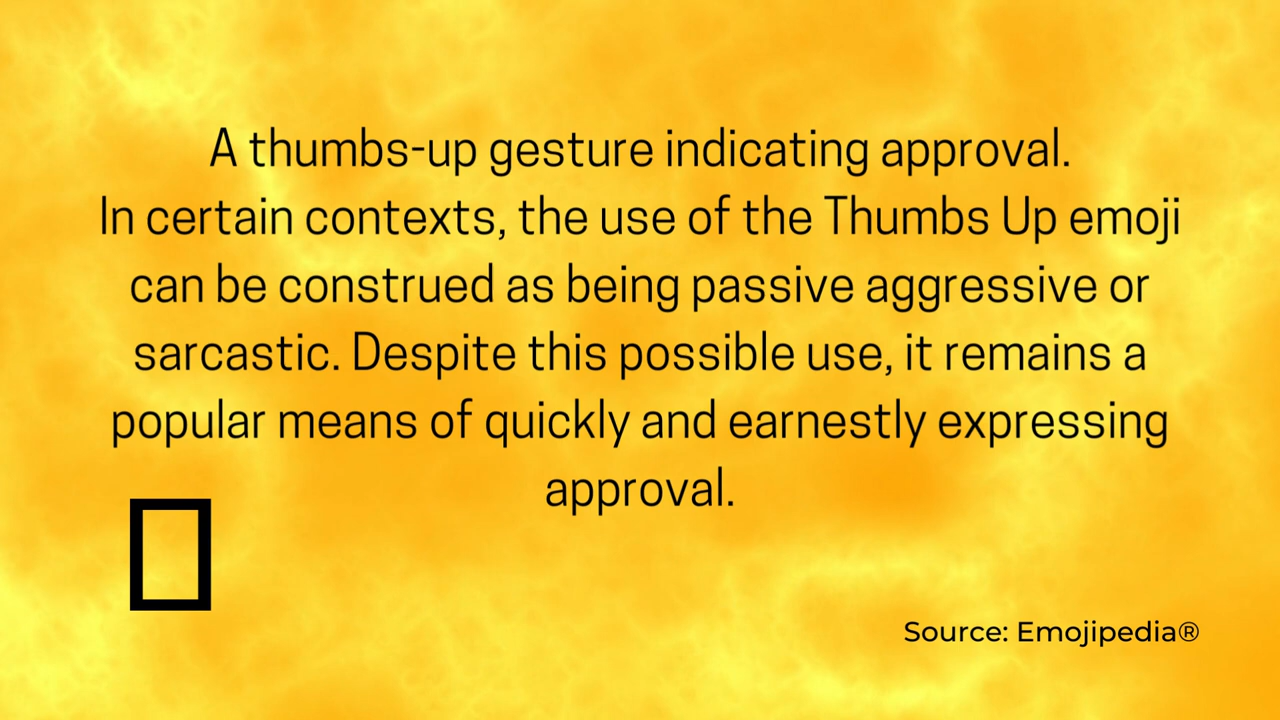 A thumbs-up gesture indicating approval.
In certain contexts, the use of the Thumbs Up emoji
can be construed as being passive aggressive or
sarcastic. Despite this possible use, it remains a
popular means of quickly and earnestly expressing
approval.
Source: Emojipedia®